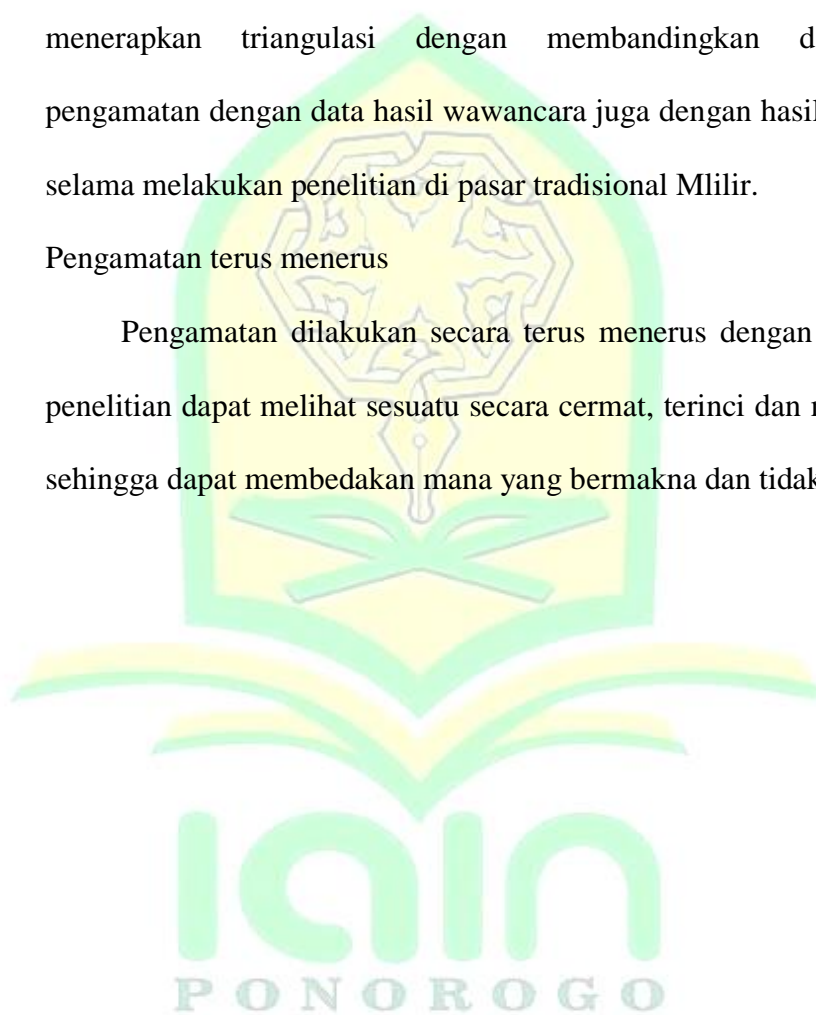 menerapkan triangulasi dengan membandingkan
pengamatan dengan data hasil wawancara juga dengan hasil
selama melakukan penelitian di pasar tradisional Mlilir.
Pengamatan terus menerus
Pengamatan dilakukan secara terus menerus dengan
penelitian dapat melihat sesuatu secara cermat, terinci dan
sehingga dapat membedakan mana yang bermakna dan tidak
iain
PONOROGO